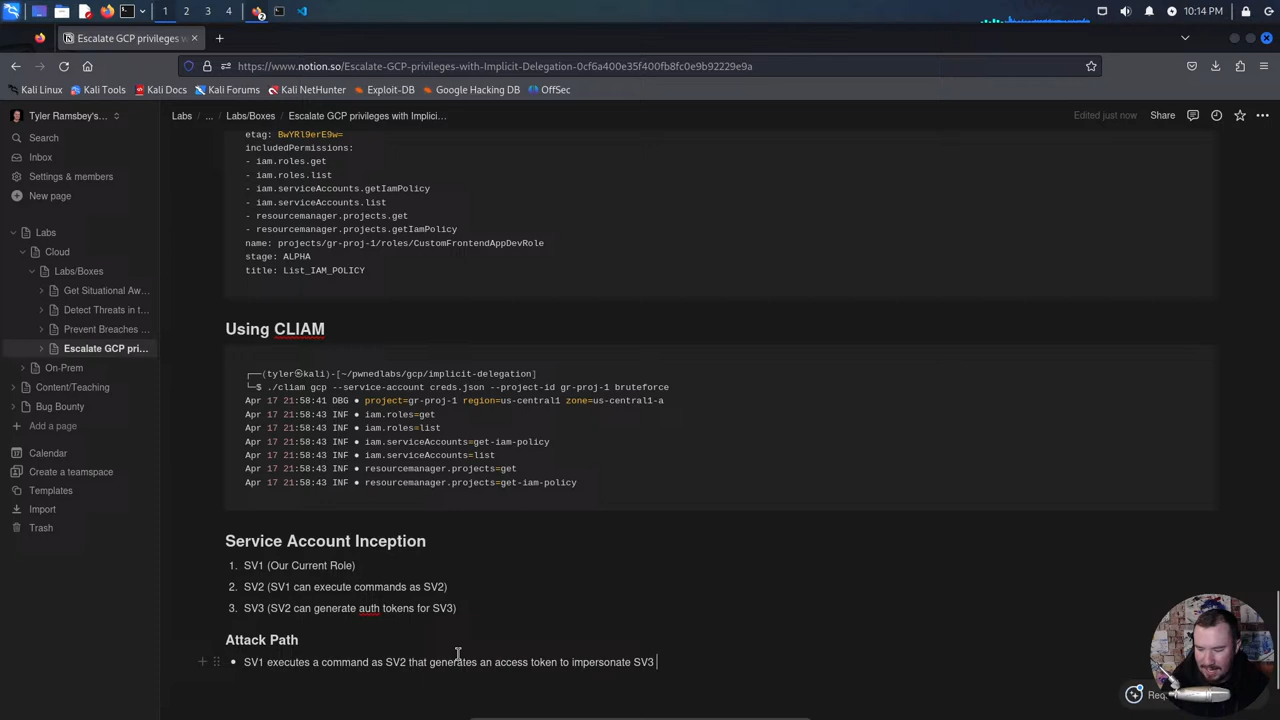 1
2
3
4
2
10:14 PM
Escalate GCP privileges w
https://www.notion.so/Escalate-GCP-privileges-with-Implicit-Delegation-0cf6a400e35f400fb8fc0e9b92229e9a
Kali Linux
Kali Tools
Kali Docs
Kali Forums
Kali NetHunter
Exploit-DB
Google Hacking DB
OffSec
Tyler Ramsbey's...
Labs
...
Labs/Boxes
Escalate GCP privileges with Implici...
Edited just now
Share
Search
Inbox
Settings & members
New page
Labs
Cloud
Labs/Boxes
Get Situational Aw...
Detect Threats in t...
Prevent Breaches ...
Escalate GCP pri...
On-Prem
Content/Teaching
Bug Bounty
Add a page
Calendar
Create a teamspace
Templates
Import
Trash
etag: BwYRl9erE9w=
includedPermissions:
- iam.roles.get
- iam.roles.list
- iam.serviceAccounts.getIamPolicy
- iam.serviceAccounts.list
- resourcemanager.projects.get
- resourcemanager.projects.getIamPolicy
name: projects/gr-proj-1/roles/CustomFrontendAppDevRole
stage: ALPHA
title: List_IAM_POLICY
Using CLIAM
┌──(tyler㉿kali)-[~/pwnedlabs/gcp/implicit-delegation]
└─$ ./cliam gcp --service-account creds.json --project-id gr-proj-1 bruteforce
Apr 17 21:58:41 DBG ● project=gr-proj-1 region=us-central1 zone=us-central1-a
Apr 17 21:58:43 INF ● iam.roles=get
Apr 17 21:58:43 INF ● iam.roles=list
Apr 17 21:58:43 INF ● iam.serviceAccounts=get-iam-policy
Apr 17 21:58:43 INF ● iam.serviceAccounts=list
Apr 17 21:58:43 INF ● resourcemanager.projects=get
Apr 17 21:58:43 INF ● resourcemanager.projects=get-iam-policy
Service Account Inception
1. SV1 (Our Current Role)
2. SV2 (SV1 can execute commands as SV2)
3. SV3 (SV2 can generate auth tokens for SV3)
Attack Path
• SV1 executes a command as SV2 that generates an access token to impersonate SV3